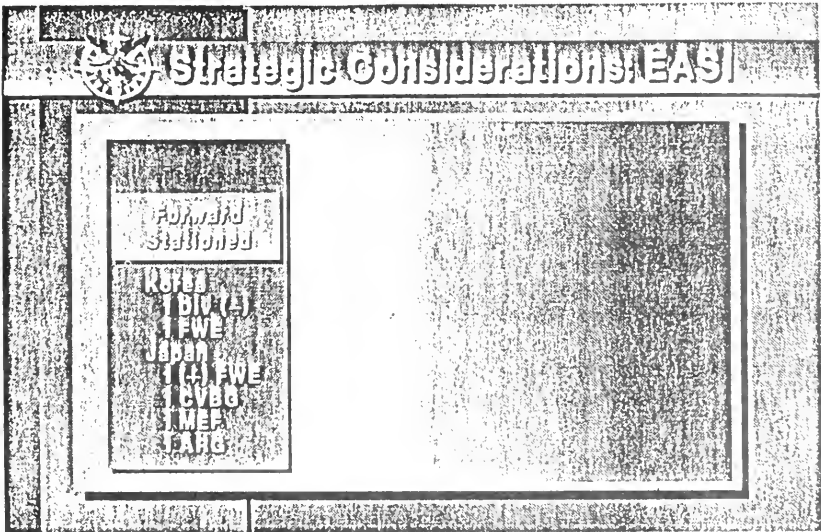 Strategic Considerations: EASI
Forward
Stationed
Korea
1 Div (-)
1 FWE
Japan
1 (+) FWE
1 CVBG
1 MEF
1 ARG